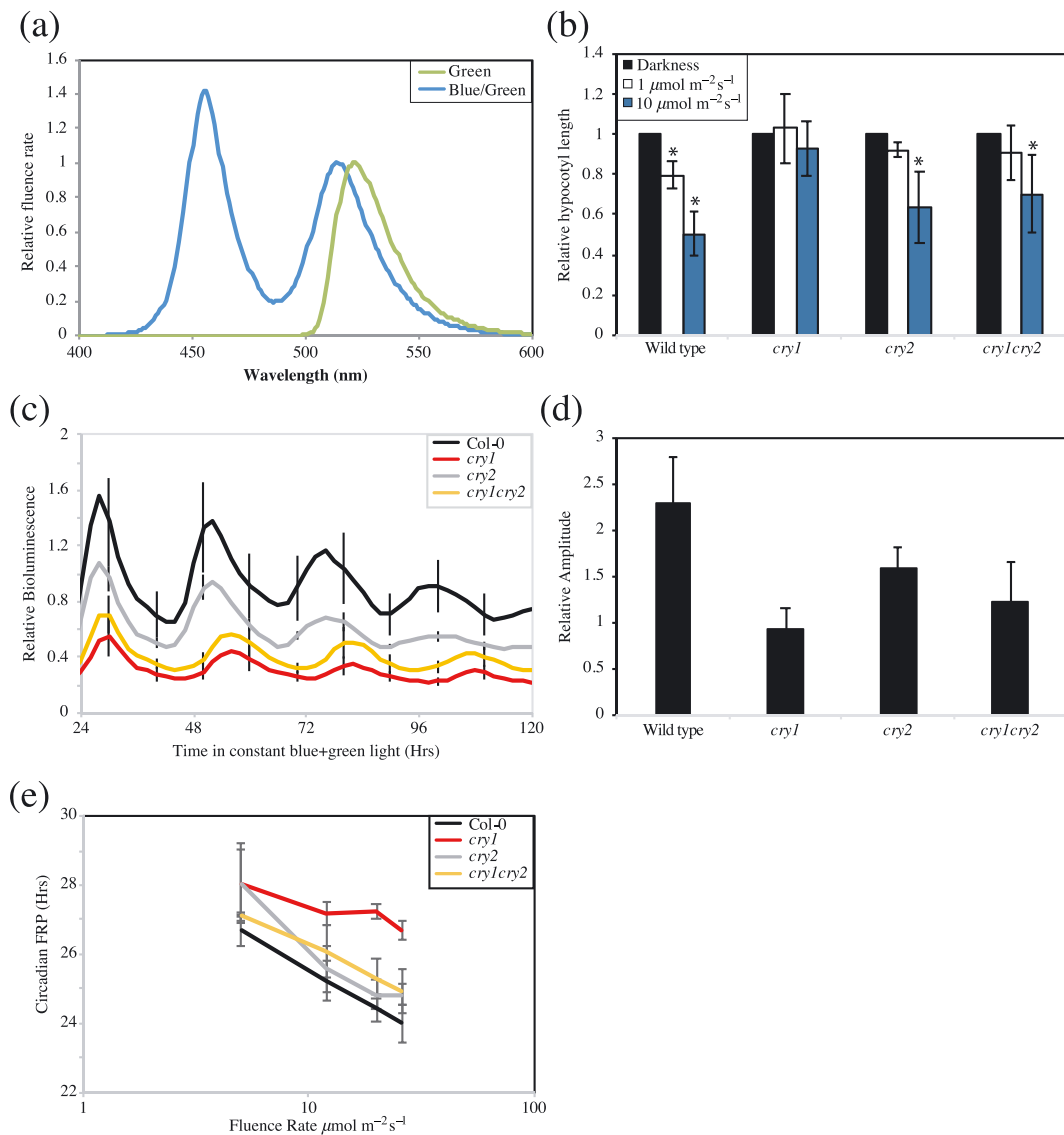 (a)
1.6
1.4
1.2
1
0.8
0.6
0.4
0.2
0
Relative fluence rate
Green
Blue/Green
400
450
500
550
600
Wavelength (nm)
(b)
1.4
1.2
1
0.8
0.6
0.4
0.2
0
Relative hypocotyl length
Darkness
1 μmol m−2s−1
10 μmol m−2s−1
*
*
*
*
Wild type
cry1
cry2
cry1cry2
(c)
2
1.6
1.2
0.8
0.4
0
Relative Bioluminescence
Col-0
cry1
cry2
cry1cry2
24
48
72
96
120
Time in constant blue+green light (Hrs)
(d)
3
2.5
2
1.5
1
0.5
0
Relative Amplitude
Wild type
cry1
cry2
cry1cry2
(e)
30
28
26
24
22
Circadian FRP (Hrs)
Col-0
cry1
cry2
cry1cry2
1
10
100
Fluence Rate μmol m−2s−1